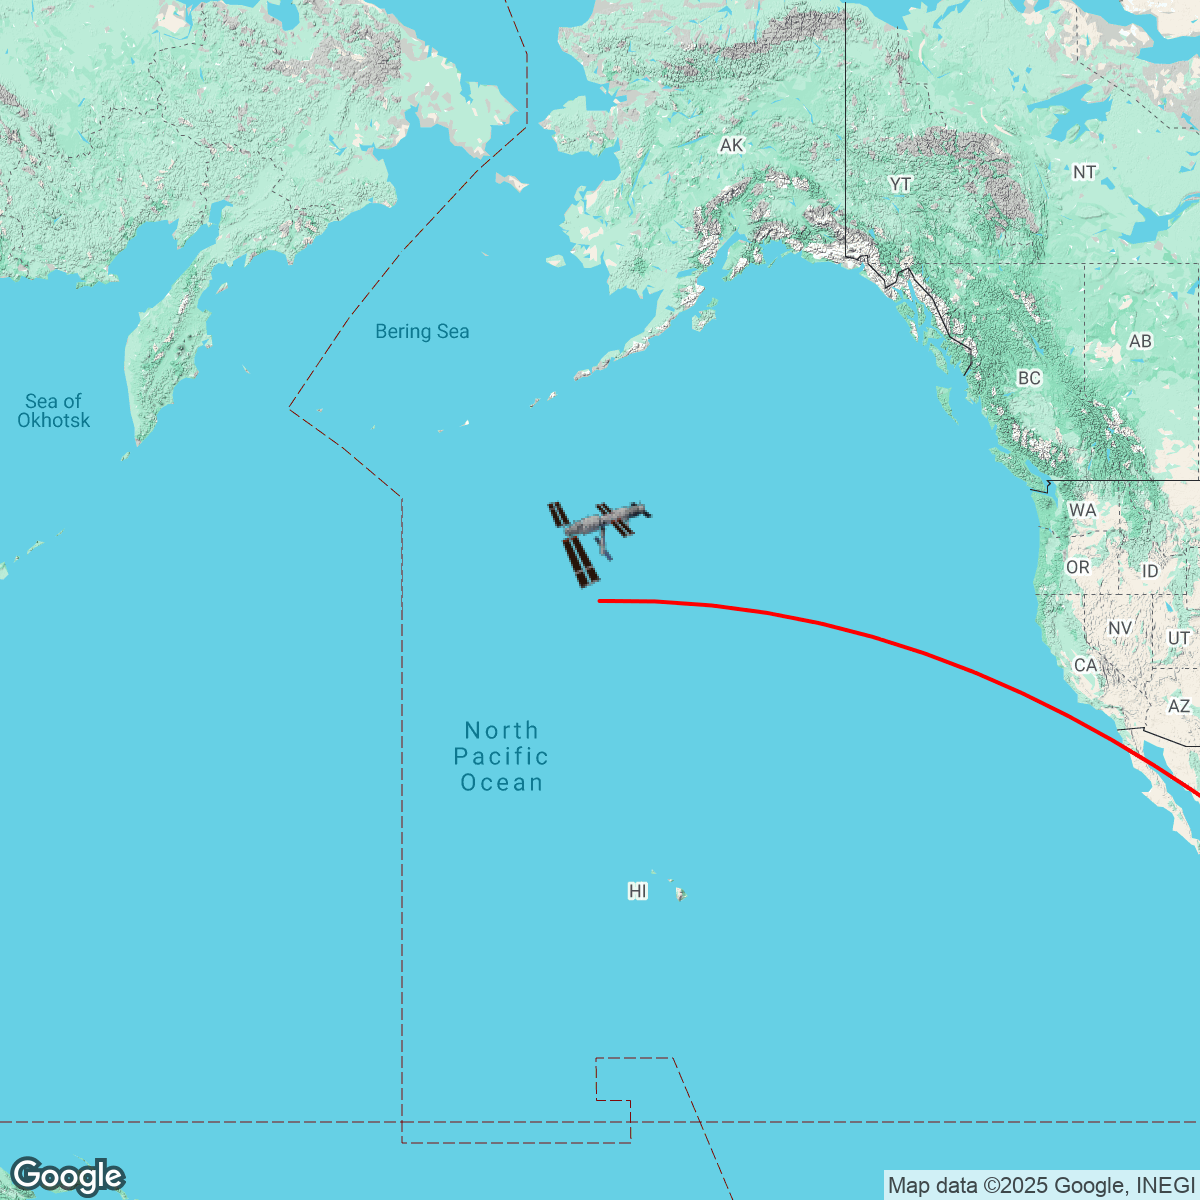 AK
YT
NT
Bering Sea
AB
BC
Sea of
Okhotsk
WA
OR
ID
NV
UT
CA
AZ
North
Pacific
Ocean
HI
Google
Map data ©2025 Google, INEGI